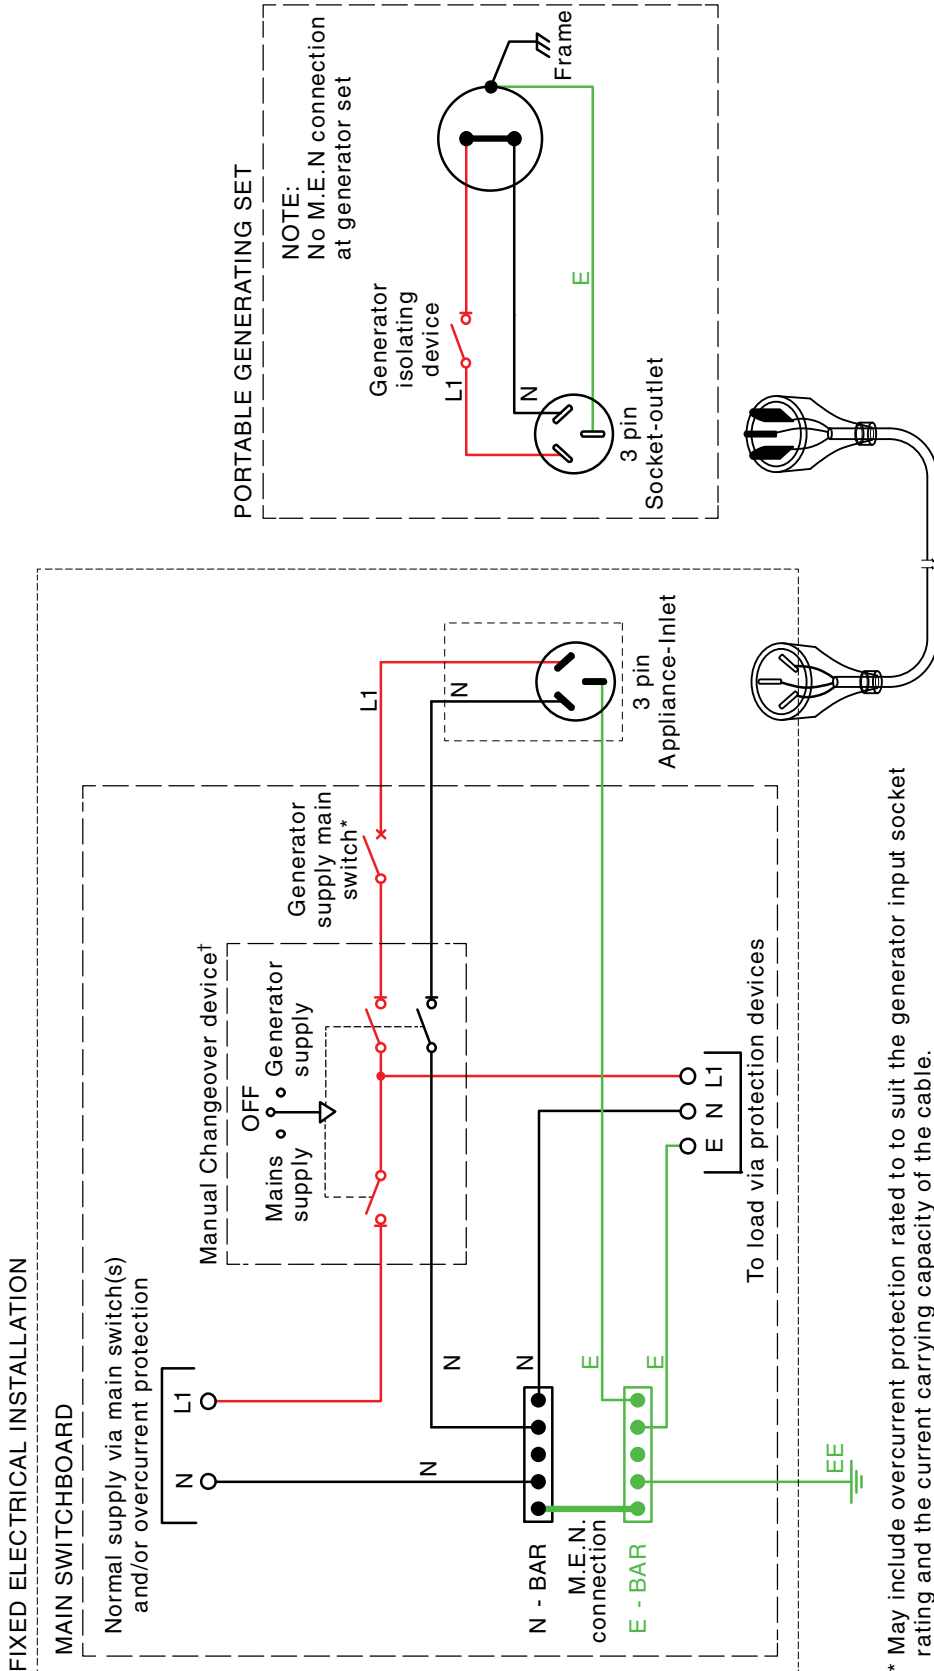 FIXED ELECTRICAL INSTALLATION
MAIN SWITCHBOARD
Normal supply via main switch(s)
and/or overcurrent protection
N
L1
N
N
N
N - BAR
M.E.N.
connection
E - BAR
E
E
EE
Manual Changeover device†
OFF
Mains
supply
Generator
supply
Generator
supply main
switch*
L1
N
3 pin
Appliance-Inlet
E
N
L1
To load via protection devices
PORTABLE GENERATING SET
NOTE:
No M.E.N connection
at generator set
Generator
isolating
device
L1
N
E
Frame
3 pin
Socket-outlet
* May include overcurrent protection rated to to suit the generator input socket
rating and the current carrying capacity of the cable.